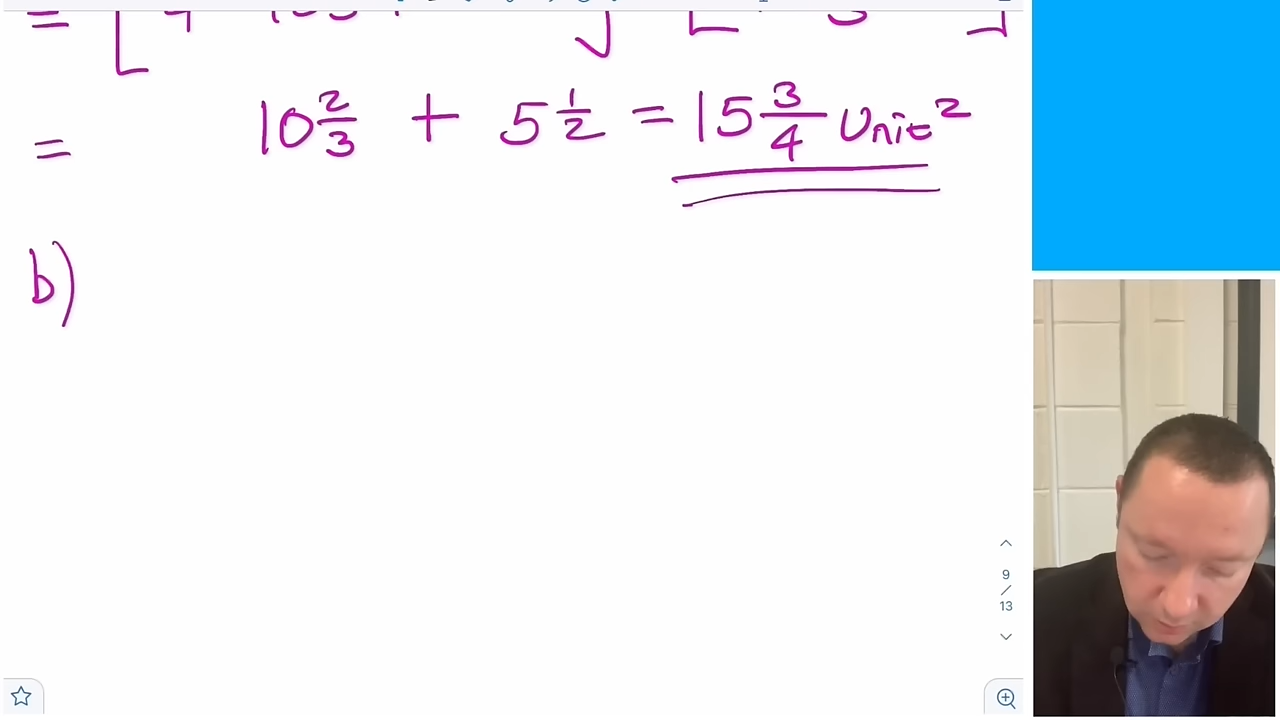 = 10 2/3 + 5 1/2 = 15 3/4 Unit²
b)
9
/
13